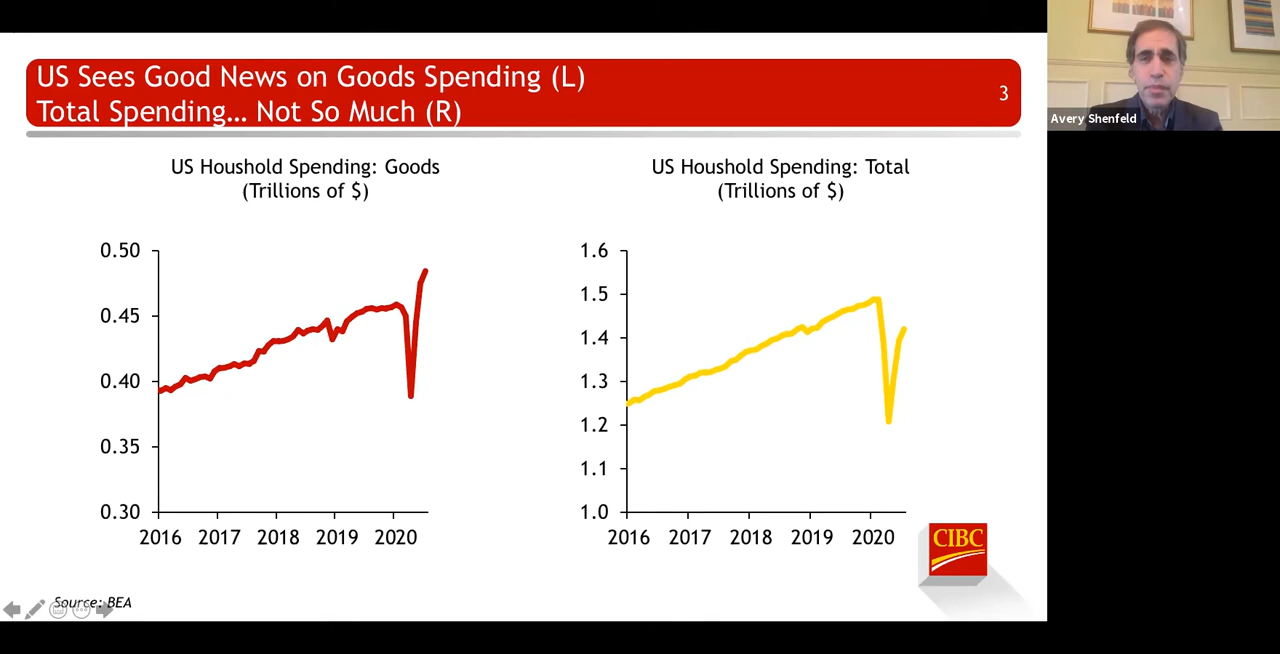 US Sees Good News on Goods Spending (L)
Total Spending… Not So Much (R)
3
Avery Shenfeld
US Houshold Spending: Goods
(Trillions of $)
0.50
0.45
0.40
0.35
0.30
2016 2017 2018 2019 2020
US Houshold Spending: Total
(Trillions of $)
1.6
1.5
1.4
1.3
1.2
1.1
1.0
2016 2017 2018 2019 2020
CIBC
Source: BEA